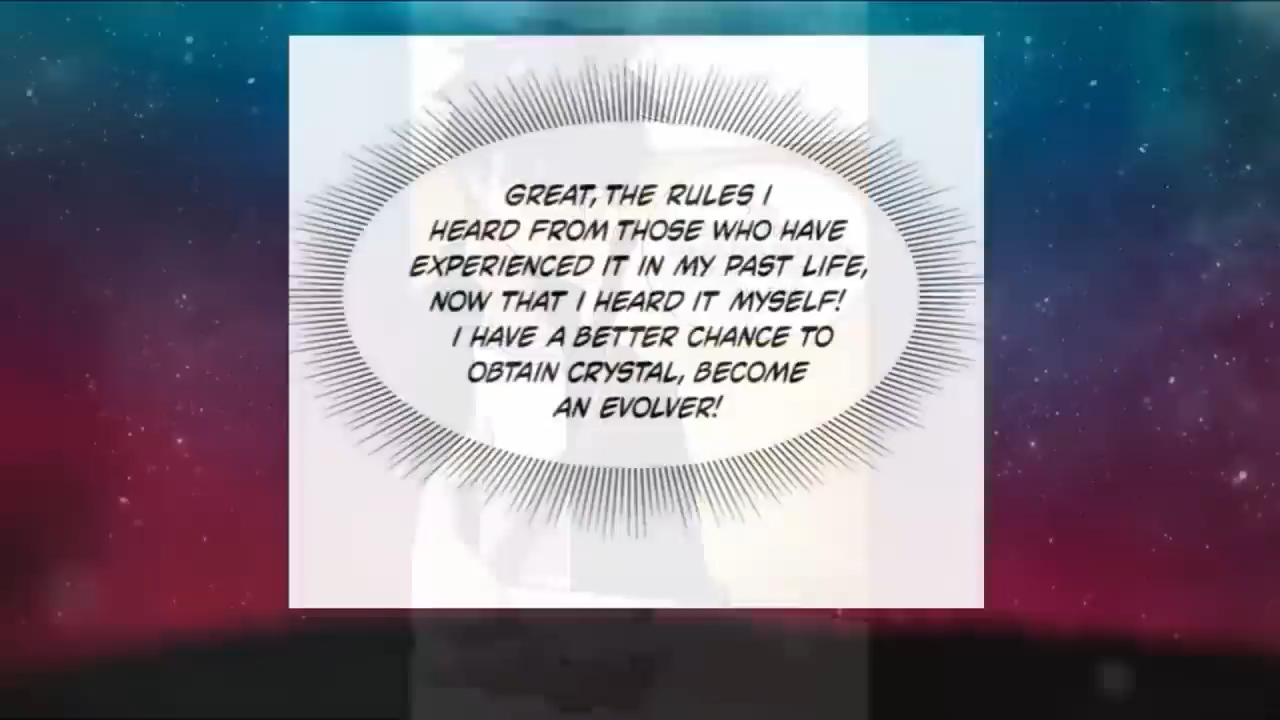 GREAT, THE RULES I
HEARD FROM THOSE WHO HAVE
EXPERIENCED IT IN MY PAST LIFE,
NOW THAT I HEARD IT MYSELF!
I HAVE A BETTER CHANCE TO
OBTAIN CRYSTAL, BECOME
AN EVOLVER!